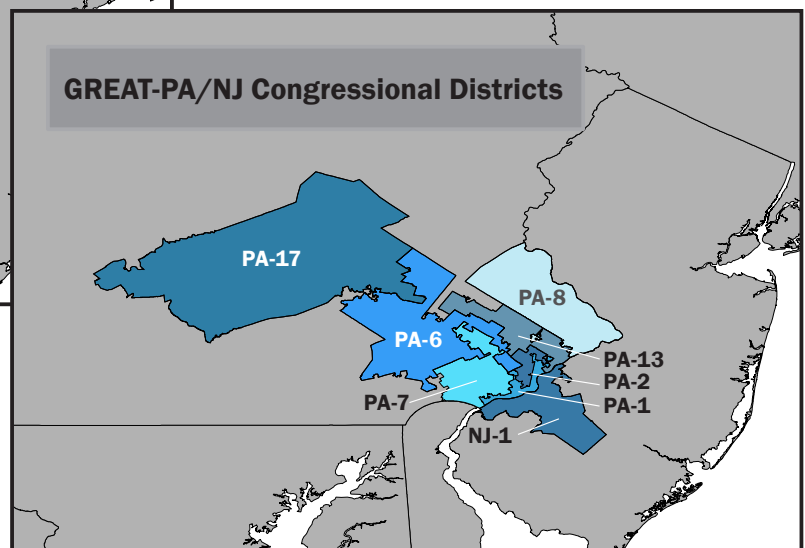 GREAT-PA/NJ Congressional Districts
PA-17
PA-8
PA-6
PA-13
PA-2
PA-7
PA-1
NJ-1